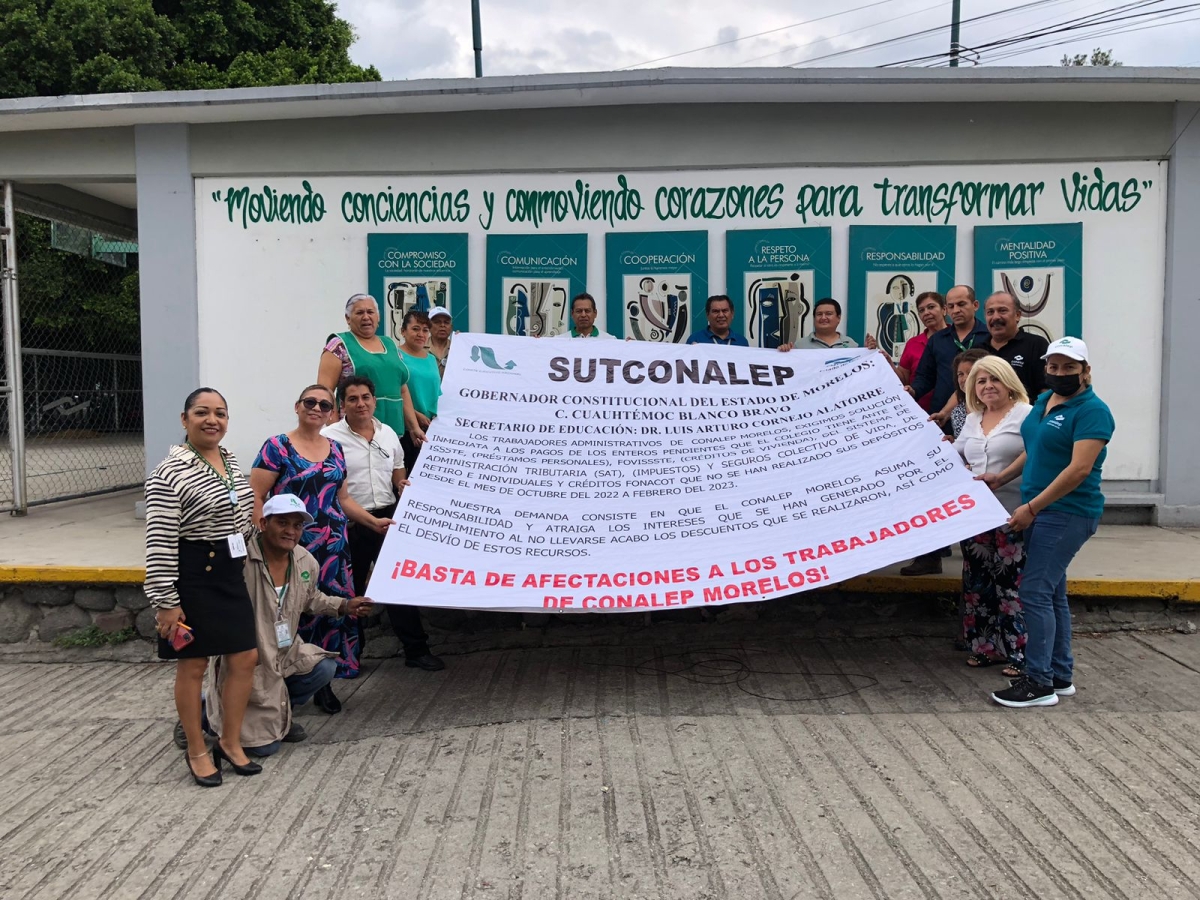 "Moviendo conciencias y conmoviendo corazones para transformar vidas"
COMPROMISO
CON LA SOCIEDAD
COMUNICACIÓN
COOPERACIÓN
RESPETO
A LA PERSONA
RESPONSABILIDAD
MENTALIDAD
POSITIVA
SUTCONALEP
GOBERNADOR CONSTITUCIONAL DEL ESTADO DE MORELOS:
C. CUAUHTÉMOC BLANCO BRAVO
SECRETARIO DE EDUCACIÓN: DR. LUIS ARTURO CORNEJO ALATORRE
LOS TRABAJADORES ADMINISTRATIVOS DE CONALEP MORELOS, EXIGIMOS SOLUCIÓN
INMEDIATA A LOS PAGOS DE LOS ENTEROS PENDIENTES QUE EL COLEGIO TIENE ANTE EL
ISSSTE, (PRÉSTAMOS PERSONALES), FOVISSSTE, (CRÉDITOS DE VIVIENDA), SISTEMA DE
ADMINISTRACIÓN TRIBUTARIA (SAT), (IMPUESTOS) Y SEGUROS COLECTIVO DE VIDA, DE
RETIRO E INDIVIDUALES Y CRÉDITOS FONACOT QUE NO SE HAN REALIZADO SUS DEPÓSITOS
DESDE EL MES DE OCTUBRE DEL 2022 A FEBRERO DEL 2023.
NUESTRA DEMANDA CONSISTE EN QUE EL CONALEP MORELOS ASUMA SU
RESPONSABILIDAD Y ATRAIGA LOS INTERESES QUE SE HAN GENERADO POR EL
INCUMPLIMIENTO AL NO LLEVARSE ACABO LOS DESCUENTOS QUE SE REALIZARON, ASÍ COMO
EL DESVÍO DE ESTOS RECURSOS.
¡BASTA DE AFECTACIONES A LOS TRABAJADORES
DE CONALEP MORELOS!